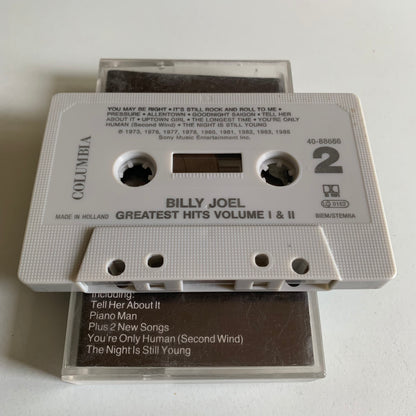 YOU MAY BE RIGHT • IT'S STILL ROCK AND ROLL TO ME •
PRESSURE • ALLENTOWN • GOODNIGHT SAIGON • TELL HER
ABOUT IT • UPTOWN GIRL • THE LONGEST TIME • YOU'RE ONLY
HUMAN (Second Wind) • THE NIGHT IS STILL YOUNG
℗ 1973, 1976, 1977, 1978, 1980, 1981, 1982, 1983, 1985
Sony Music Entertainment Inc.
COLUMBIA
40-88666
2
LC 0162
BILLY JOEL
MADE IN HOLLAND
GREATEST HITS VOLUME I & II
BIEM/STEMRA
Including:
Tell Her About It
Piano Man
Plus 2 New Songs
You're Only Human (Second Wind)
The Night Is Still Young